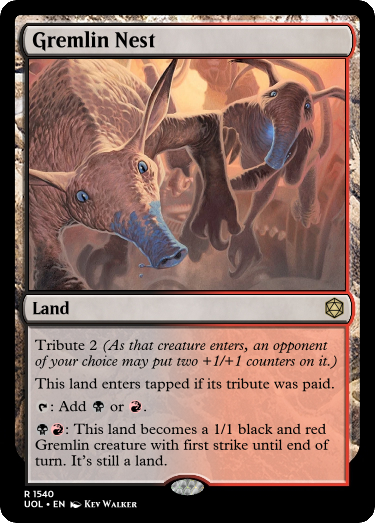 Gremlin Nest
Land
Tribute 2 (As that creature enters, an opponent
of your choice may put two +1/+1 counters on it.)
This land enters tapped if its tribute was paid.
: Add or .
: This land becomes a 1/1 black and red
Gremlin creature with first strike until end of
turn. It's still a land.
R 1540
UOL • EN Kev Walker